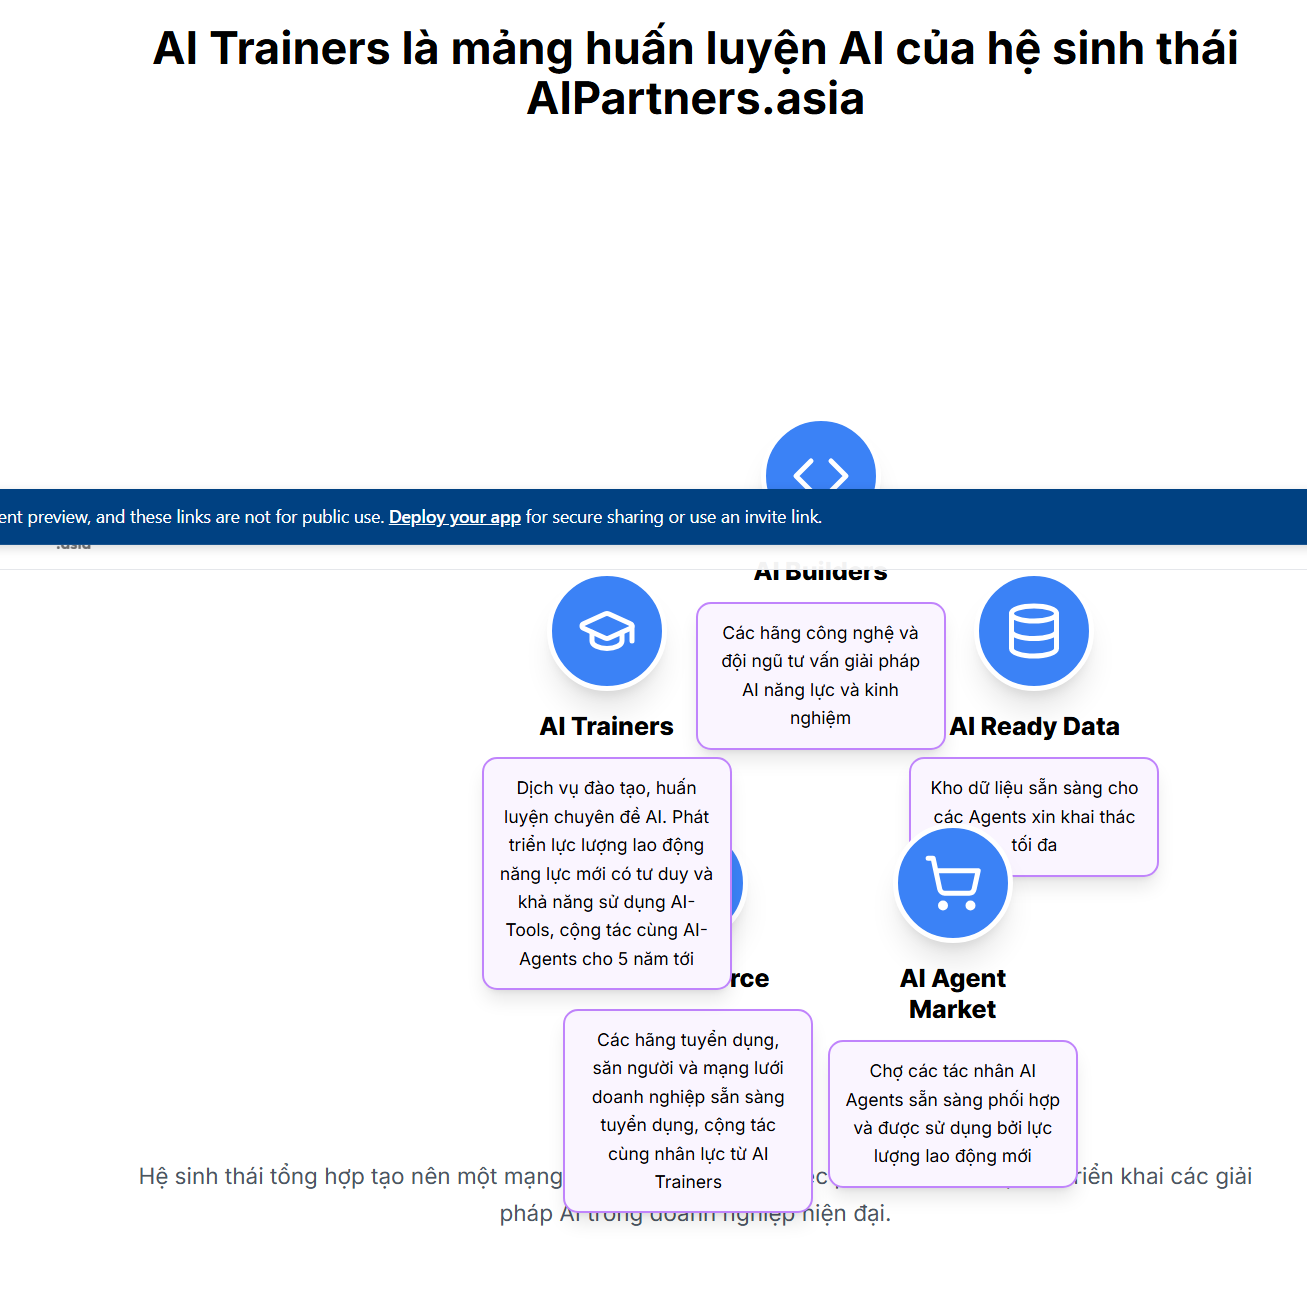 AI Trainers là mảng huấn luyện AI của hệ sinh thái
AIPartners.asia
ent preview, and these links are not for public use. Deploy your app for secure sharing or use an invite link.
.asia
AI Builders
Các hãng công nghệ và
đội ngũ tư vấn giải pháp
AI năng lực và kinh
nghiệm
AI Trainers
Dịch vụ đào tạo, huấn
luyện chuyên đề AI. Phát
triển lực lượng lao động
năng lực mới có tư duy và
khả năng sử dụng AI-
Tools, cộng tác cùng AI-
Agents cho 5 năm tới
AI Ready Data
Kho dữ liệu sẵn sàng cho
các Agents xin khai thác
tối đa
rce
Các hãng tuyển dụng,
săn người và mạng lưới
doanh nghiệp sẵn sàng
tuyển dụng, cộng tác
cùng nhân lực từ AI
Trainers
AI Agent
Market
Chợ các tác nhân AI
Agents sẵn sàng phối hợp
và được sử dụng bởi lực
lượng lao động mới
Hệ sinh thái tổng hợp tạo nên một mạng riển khai các giải
pháp AI trong doanh nghiệp hiện đại.